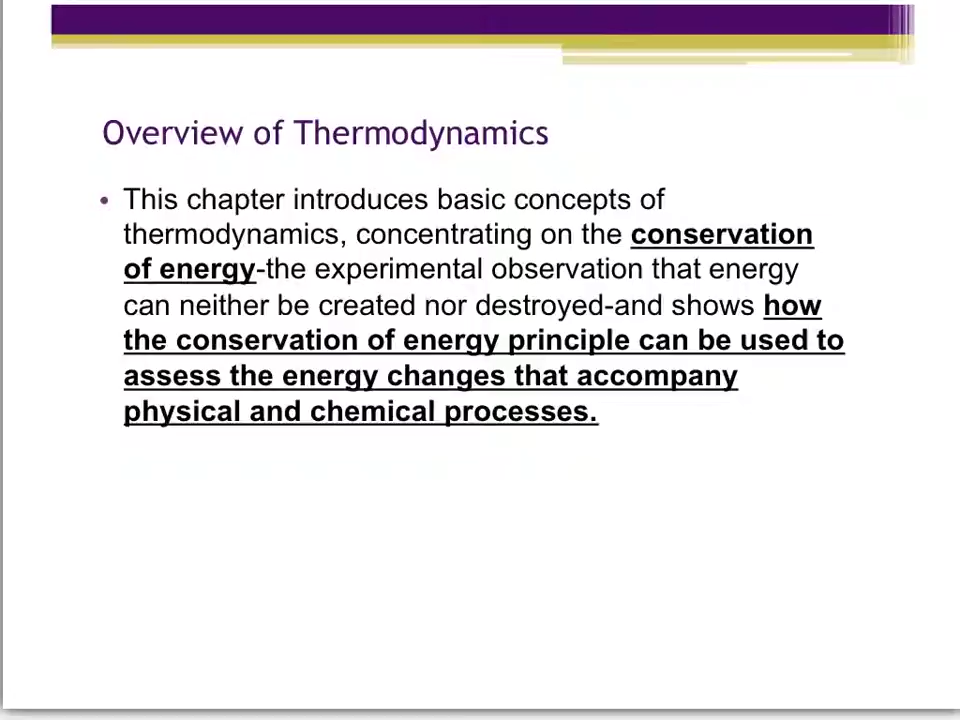 Overview of Thermodynamics
• This chapter introduces basic concepts of
thermodynamics, concentrating on the conservation
of energy-the experimental observation that energy
can neither be created nor destroyed-and shows how
the conservation of energy principle can be used to
assess the energy changes that accompany
physical and chemical processes.